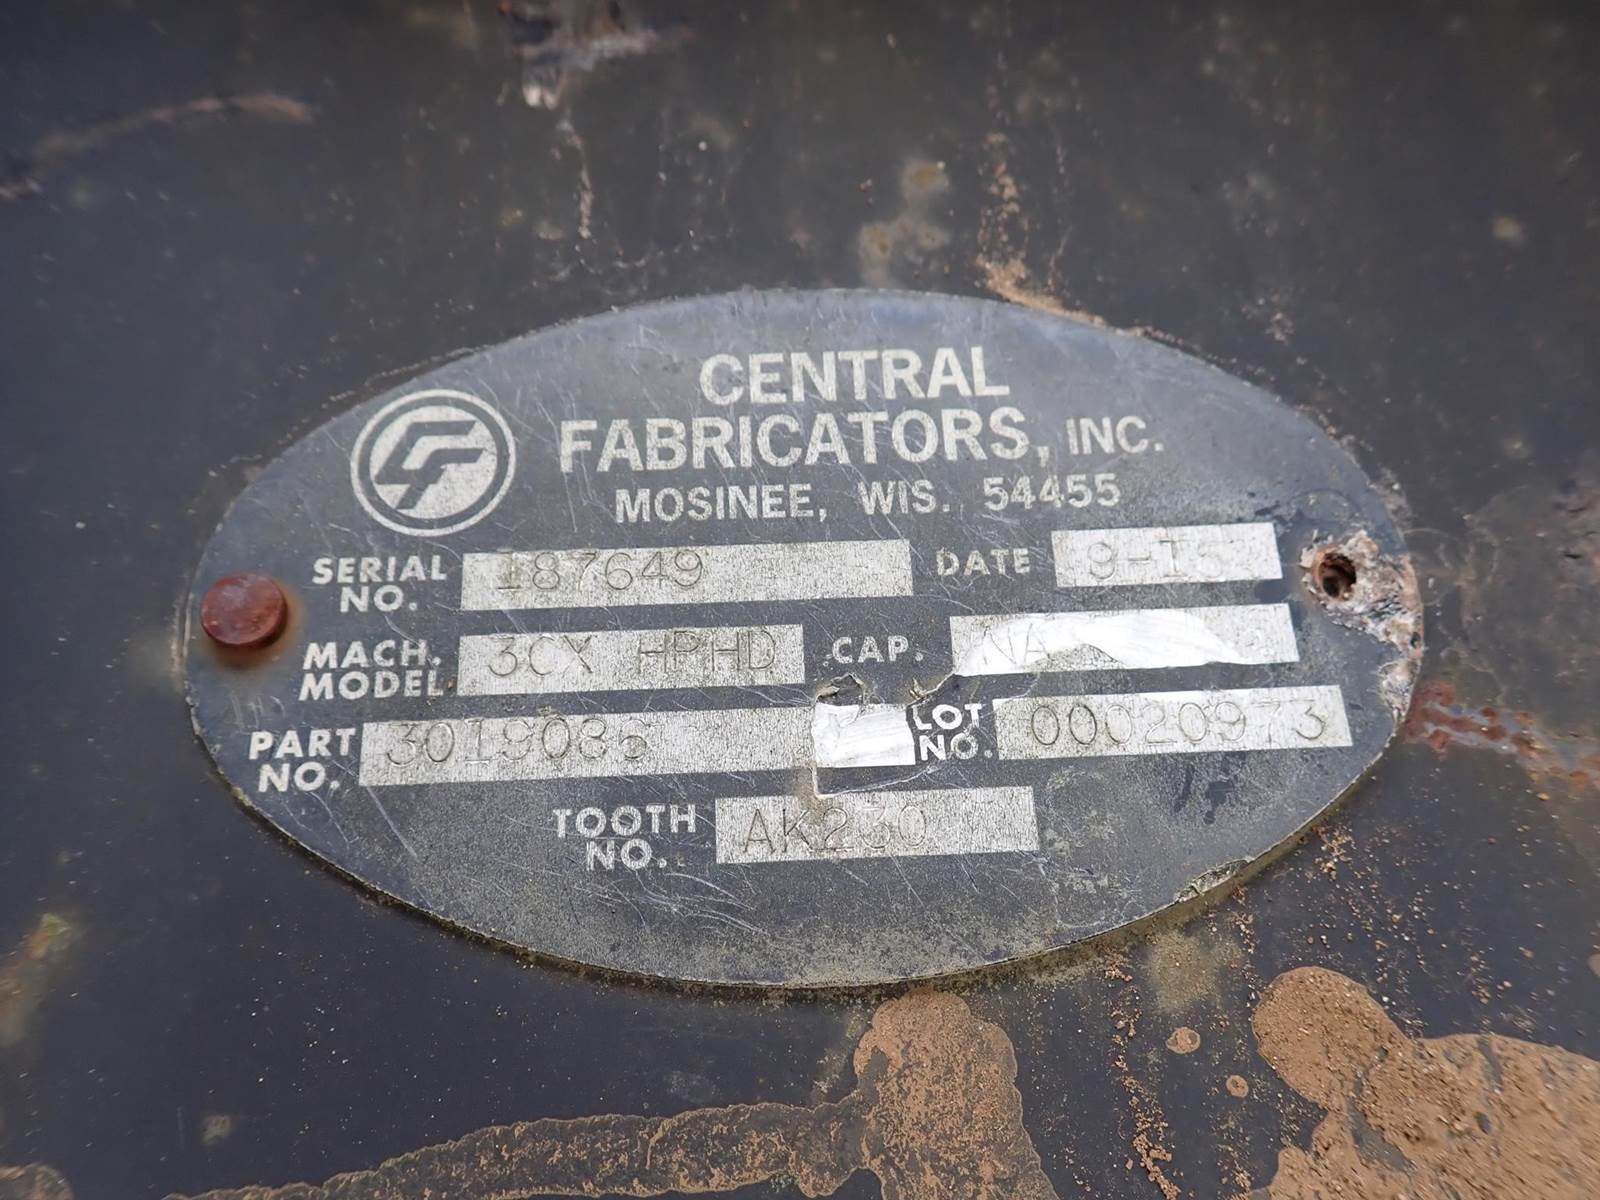 CENTRAL
FABRICATORS, INC.
MOSINEE, WIS. 54455
SERIAL NO. 187649 DATE
MACH. MODEL 3CX HPHD CAP. NA
PART NO. 3019086 LOT NO. 00020973
TOOTH NO. AK230